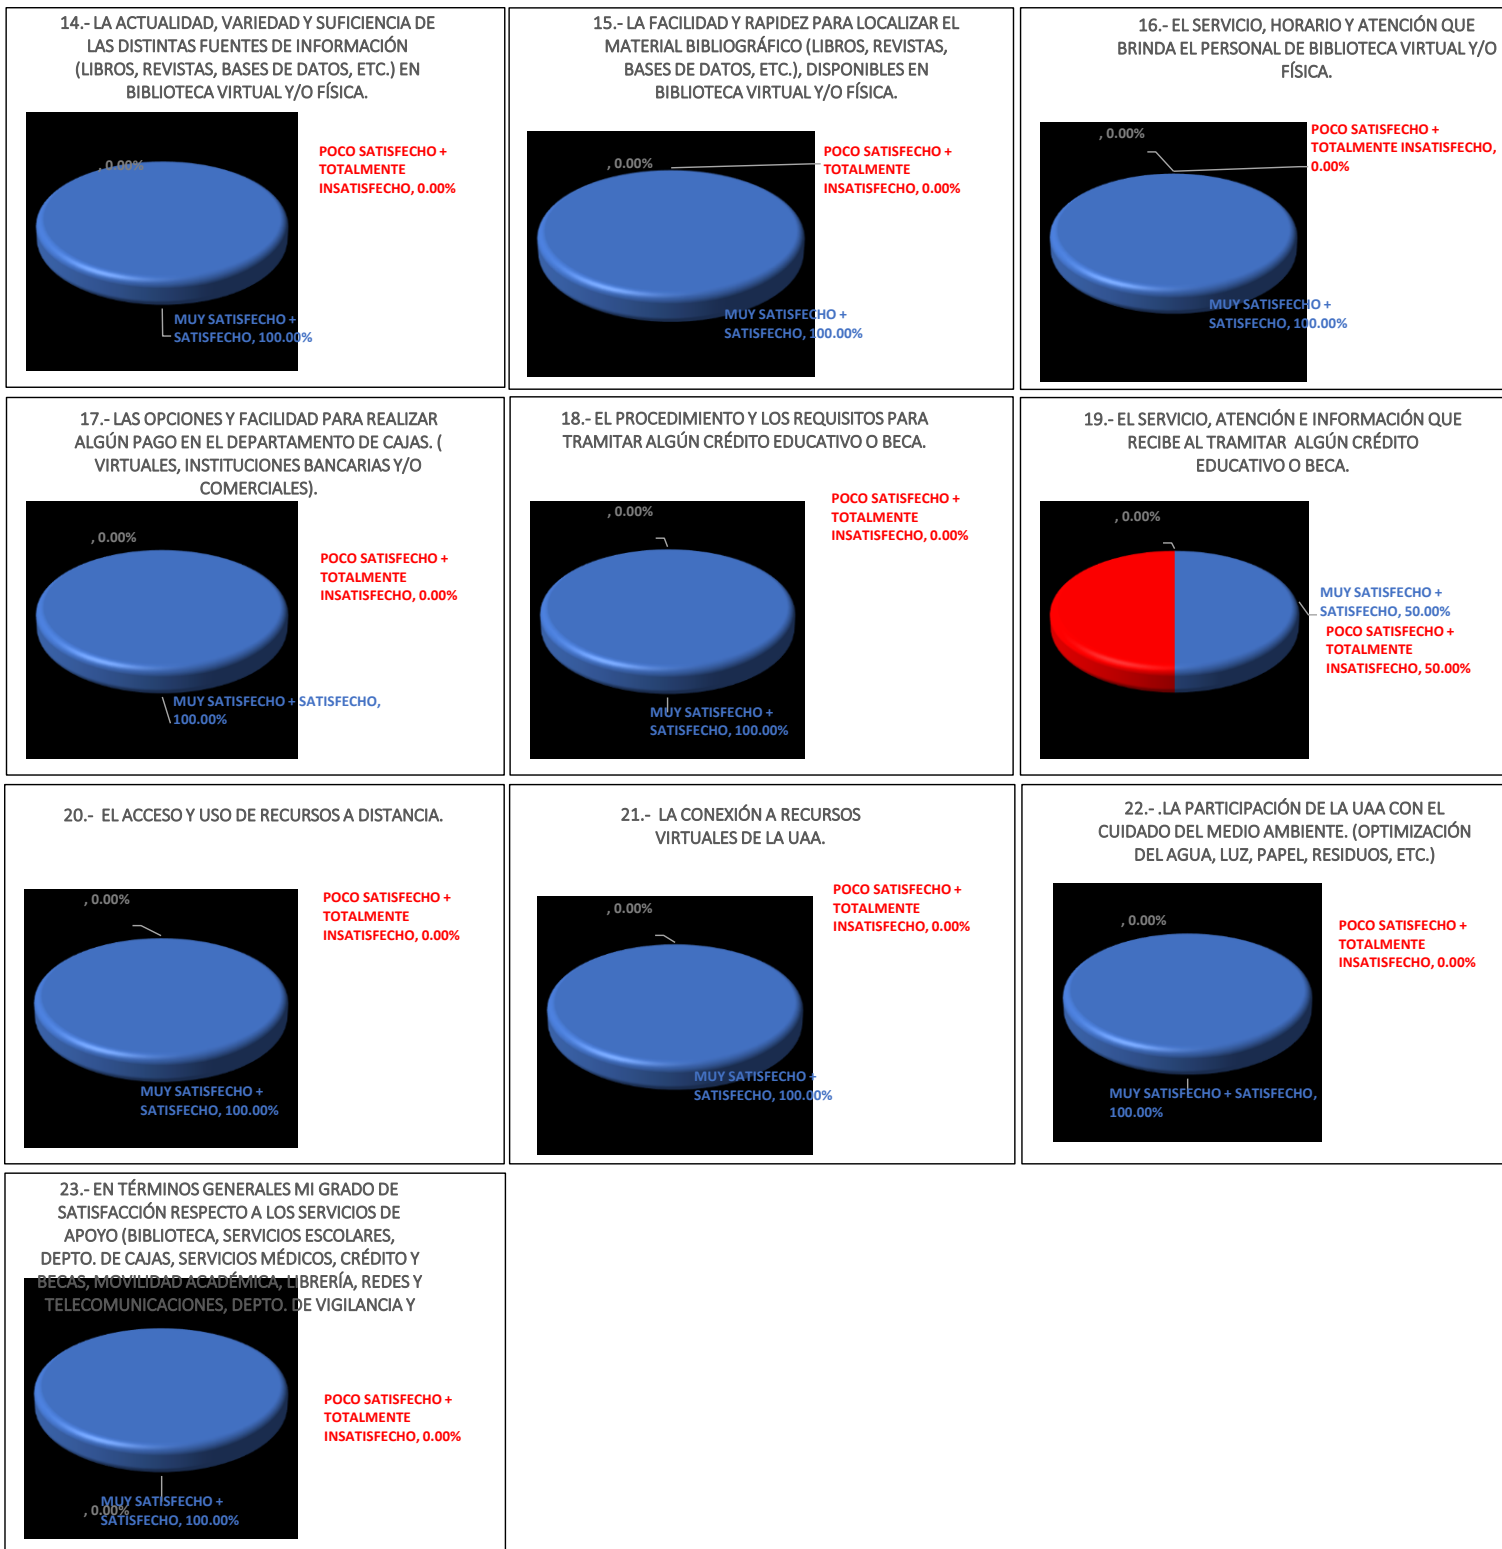 14.- LA ACTUALIDAD, VARIEDAD Y SUFICIENCIA DE
LAS DISTINTAS FUENTES DE INFORMACIÓN
(LIBROS, REVISTAS, BASES DE DATOS, ETC.) EN
BIBLIOTECA VIRTUAL Y/O FÍSICA.
, 0.00%
POCO SATISFECHO +
TOTALMENTE
INSATISFECHO, 0.00%
MUY SATISFECHO +
SATISFECHO, 100.00%
15.- LA FACILIDAD Y RAPIDEZ PARA LOCALIZAR EL
MATERIAL BIBLIOGRÁFICO (LIBROS, REVISTAS,
BASES DE DATOS, ETC.), DISPONIBLES EN
BIBLIOTECA VIRTUAL Y/O FÍSICA.
, 0.00%
POCO SATISFECHO +
TOTALMENTE
INSATISFECHO, 0.00%
MUY SATISFECHO +
SATISFECHO, 100.00%
16.- EL SERVICIO, HORARIO Y ATENCIÓN QUE
BRINDA EL PERSONAL DE BIBLIOTECA VIRTUAL Y/O
FÍSICA.
, 0.00%
POCO SATISFECHO +
TOTALMENTE INSATISFECHO,
0.00%
MUY SATISFECHO +
SATISFECHO, 100.00%
17.- LAS OPCIONES Y FACILIDAD PARA REALIZAR
ALGÚN PAGO EN EL DEPARTAMENTO DE CAJAS. (
VIRTUALES, INSTITUCIONES BANCARIAS Y/O
COMERCIALES).
, 0.00%
POCO SATISFECHO +
TOTALMENTE
INSATISFECHO, 0.00%
MUY SATISFECHO + SATISFECHO,
100.00%
18.- EL PROCEDIMIENTO Y LOS REQUISITOS PARA
TRAMITAR ALGÚN CRÉDITO EDUCATIVO O BECA.
, 0.00%
POCO SATISFECHO +
TOTALMENTE
INSATISFECHO, 0.00%
MUY SATISFECHO +
SATISFECHO, 100.00%
19.- EL SERVICIO, ATENCIÓN E INFORMACIÓN QUE
RECIBE AL TRAMITAR  ALGÚN CRÉDITO
EDUCATIVO O BECA.
, 0.00%
MUY SATISFECHO +
SATISFECHO, 50.00%
POCO SATISFECHO +
TOTALMENTE
INSATISFECHO, 50.00%
20.-  EL ACCESO Y USO DE RECURSOS A DISTANCIA.
, 0.00%
POCO SATISFECHO +
TOTALMENTE
INSATISFECHO, 0.00%
MUY SATISFECHO +
SATISFECHO, 100.00%
21.-  LA CONEXIÓN A RECURSOS
VIRTUALES DE LA UAA.
, 0.00%
POCO SATISFECHO +
TOTALMENTE
INSATISFECHO, 0.00%
MUY SATISFECHO +
SATISFECHO, 100.00%
22.- .LA PARTICIPACIÓN DE LA UAA CON EL
CUIDADO DEL MEDIO AMBIENTE. (OPTIMIZACIÓN
DEL AGUA, LUZ, PAPEL, RESIDUOS, ETC.)
, 0.00%
POCO SATISFECHO +
TOTALMENTE
INSATISFECHO, 0.00%
MUY SATISFECHO + SATISFECHO,
100.00%
23.- EN TÉRMINOS GENERALES MI GRADO DE
SATISFACCIÓN RESPECTO A LOS SERVICIOS DE
APOYO (BIBLIOTECA, SERVICIOS ESCOLARES,
DEPTO. DE CAJAS, SERVICIOS MÉDICOS, CRÉDITO Y
BECAS, MOVILIDAD ACADÉMICA, LIBRERÍA, REDES Y
TELECOMUNICACIONES, DEPTO. DE VIGILANCIA Y
POCO SATISFECHO +
TOTALMENTE
INSATISFECHO, 0.00%
MUY SATISFECHO +
SATISFECHO, 100.00%
, 0.00%